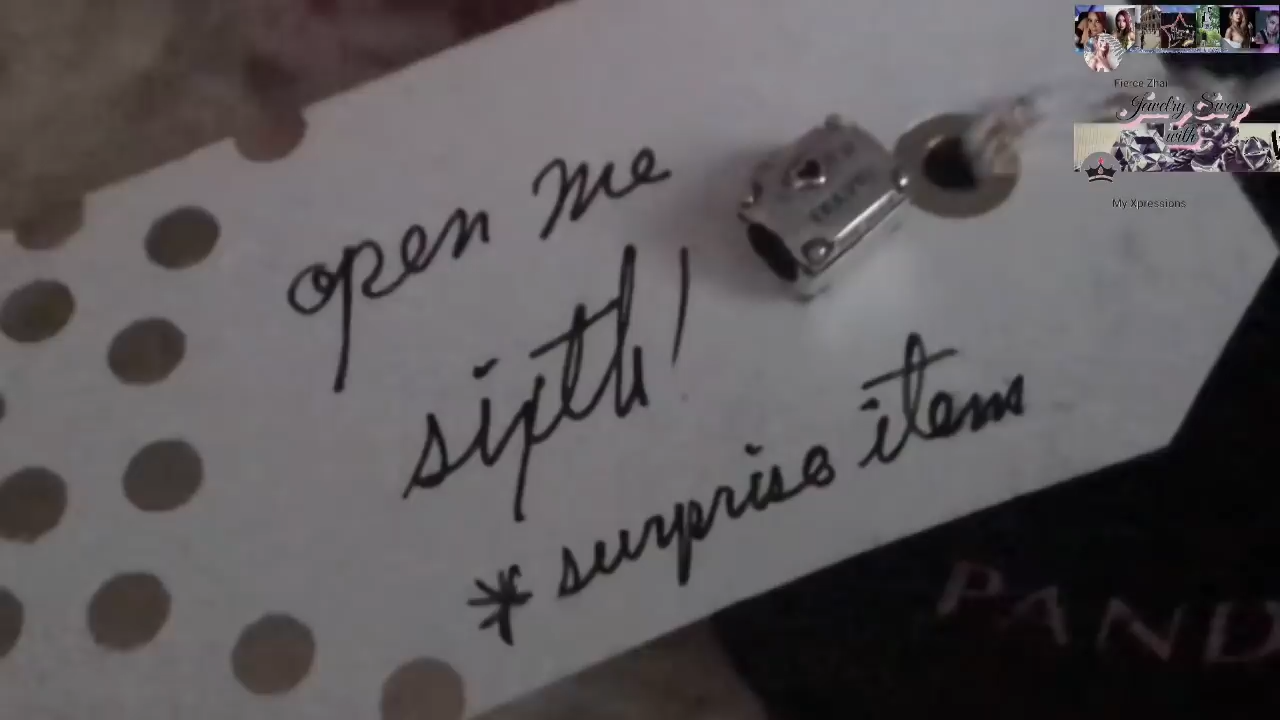 open me
sixth!
* surprise item
PAND
Fierce Zhai
Jewelry Swap
with
My Xpressions